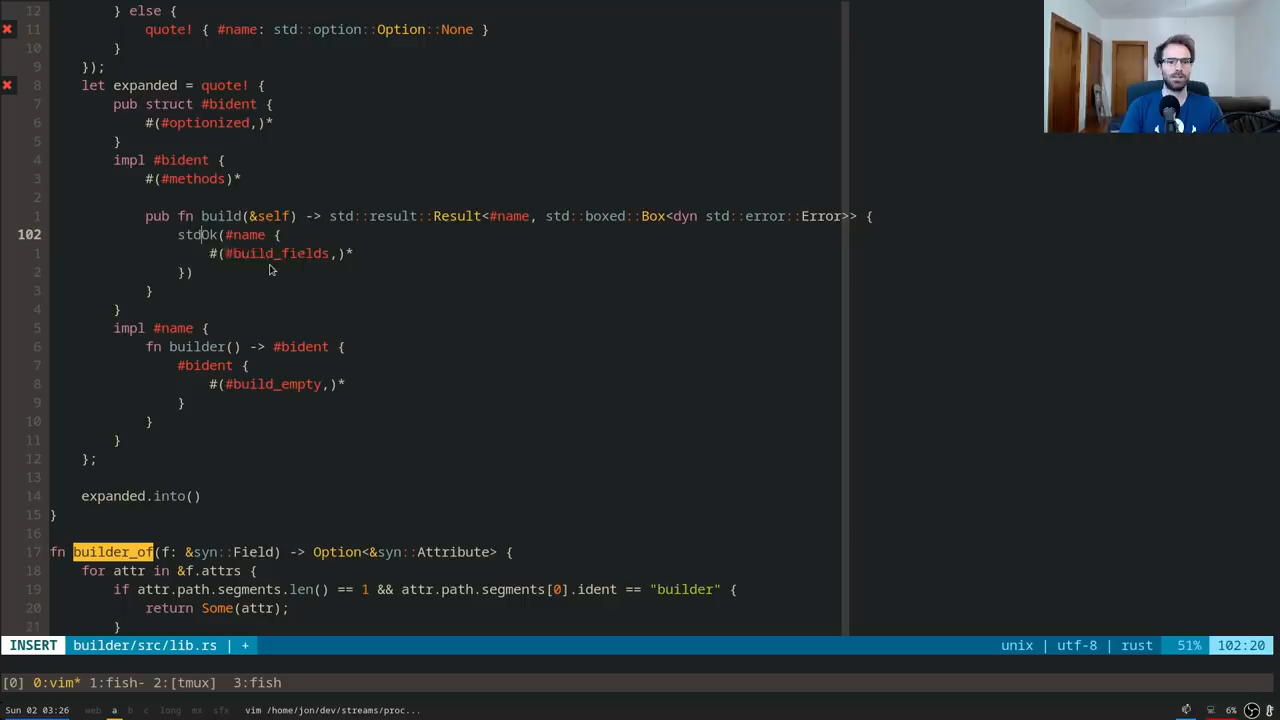 12         } else {
11             quote! { #name: std::option::Option::None }
10         }
9     });
8     let expanded = quote! {
7         pub struct #bident {
6             #(#optionized,)*
5         }
4         impl #bident {
3             #(#methods)*
2
1             pub fn build(&self) -> std::result::Result<#name, std::boxed::Box<dyn std::error::Error>> {
102                 stdOk(#name {
1                     #(#build_fields,)*
2                 })
3             }
4         }
5         impl #name {
6             fn builder() -> #bident {
7                 #bident {
8                     #(#build_empty,)*
9                 }
10             }
11         }
12     };
13
14     expanded.into()
15 }
16
17 fn builder_of(f: &syn::Field) -> Option<&syn::Attribute> {
18     for attr in &f.attrs {
19         if attr.path.segments.len() == 1 && attr.path.segments[0].ident == "builder" {
20             return Some(attr);
21         }
INSERT builder/src/lib.rs | + unix | utf-8 | rust 51% 102:20
[0] 0:vim* 1:fish- 2:[tmux] 3:fish
Sun 02 03:26 web a b c long mx sfx vim /home/jon/dev/streams/proc... 6%